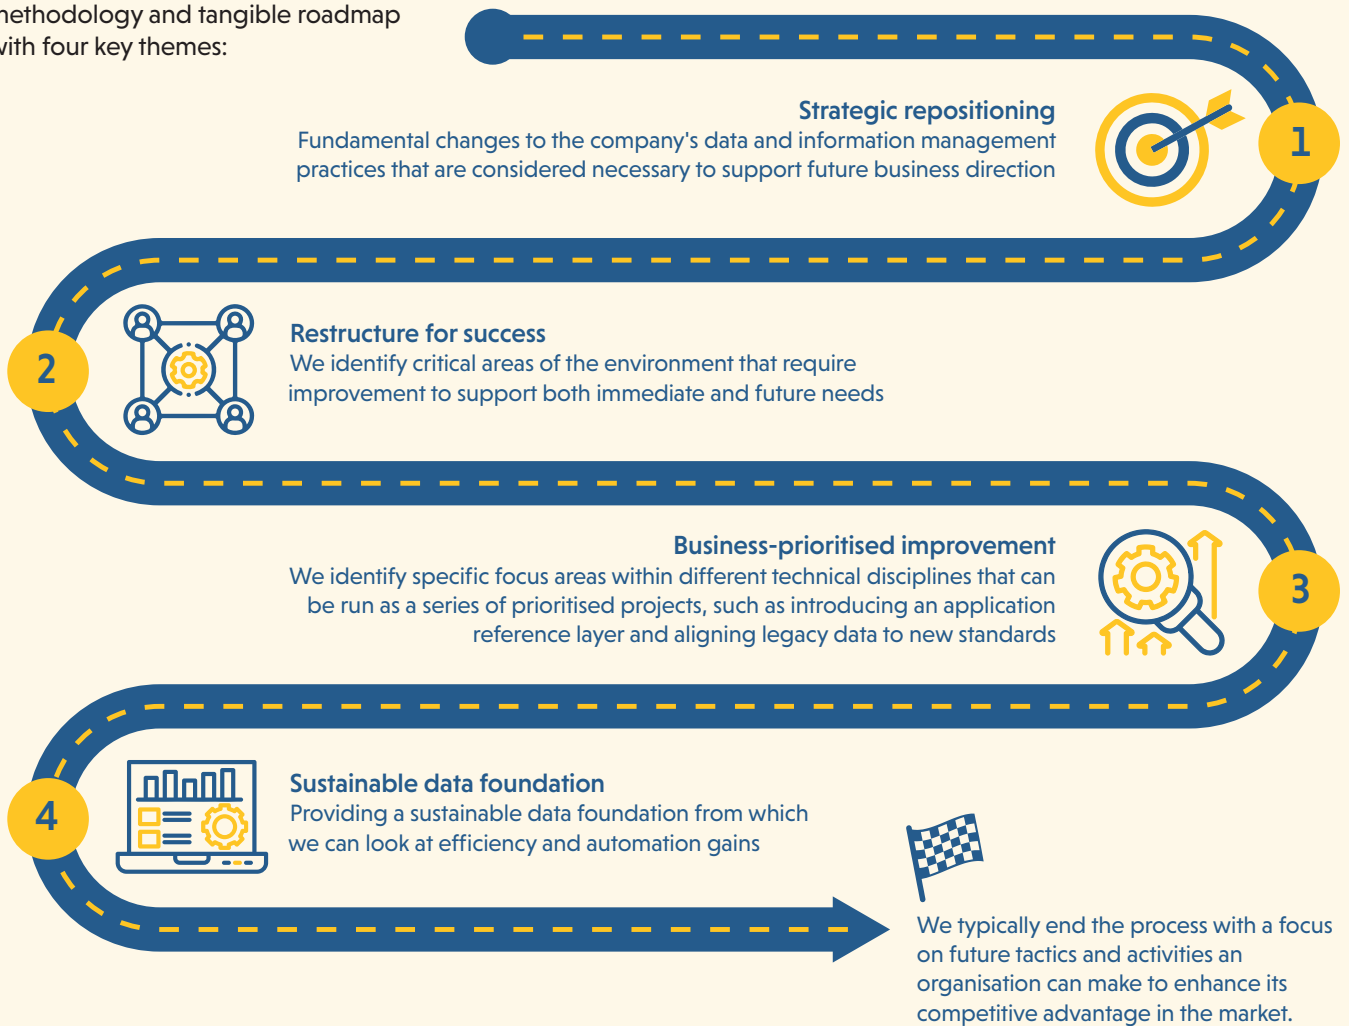 methodology and tangible roadmap
with four key themes:
Strategic repositioning
Fundamental changes to the company's data and information management
practices that are considered necessary to support future business direction
1
Restructure for success
We identify critical areas of the environment that require
improvement to support both immediate and future needs
2
Business-prioritised improvement
We identify specific focus areas within different technical disciplines that can
be run as a series of prioritised projects, such as introducing an application
reference layer and aligning legacy data to new standards
3
Sustainable data foundation
Providing a sustainable data foundation from which
we can look at efficiency and automation gains
4
We typically end the process with a focus
on future tactics and activities an
organisation can make to enhance its
competitive advantage in the market.